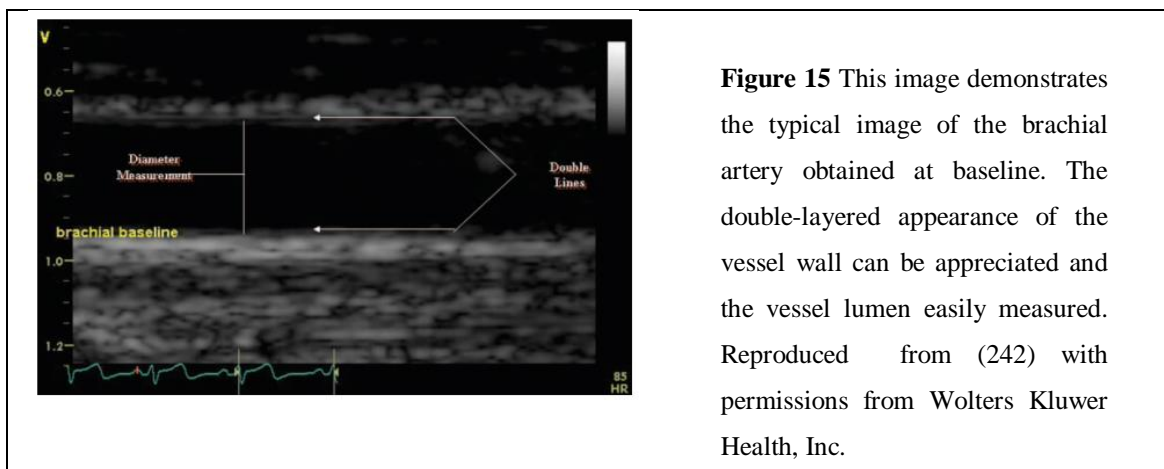 V
0.6
Diameter
Measurement
0.8
Double
Lines
brachial baseline
1.0
1.2
85
HR
Figure 15 This image demonstrates
the typical image of the brachial
artery obtained at baseline. The
double-layered appearance of the
vessel wall can be appreciated and
the vessel lumen easily measured.
Reproduced from (242) with
permissions from Wolters Kluwer
Health, Inc.